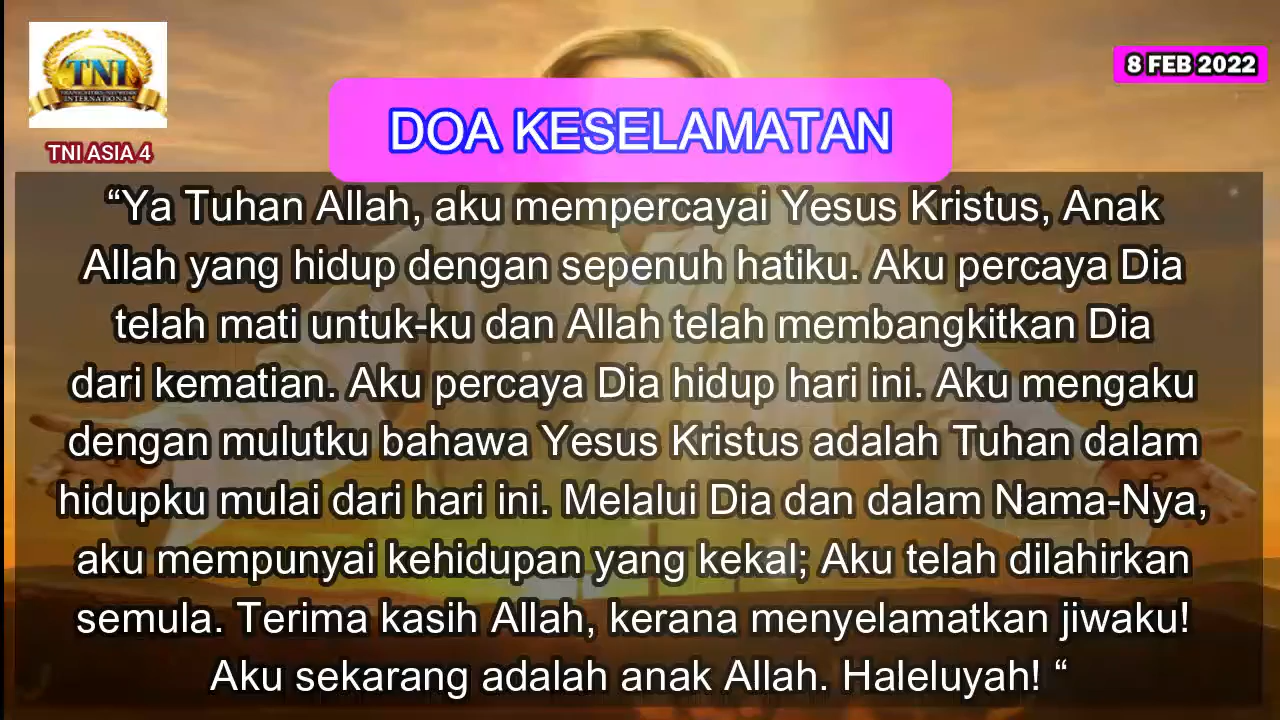 TNI
INTERNATIONAL
TNI ASIA 4
8 FEB 2022
DOA KESELAMATAN
“Ya Tuhan Allah, aku mempercayai Yesus Kristus, Anak
Allah yang hidup dengan sepenuh hatiku. Aku percaya Dia
telah mati untuk-ku dan Allah telah membangkitkan Dia
dari kematian. Aku percaya Dia hidup hari ini. Aku mengaku
dengan mulutku bahawa Yesus Kristus adalah Tuhan dalam
hidupku mulai dari hari ini. Melalui Dia dan dalam Nama-Nya,
aku mempunyai kehidupan yang kekal; Aku telah dilahirkan
semula. Terima kasih Allah, kerana menyelamatkan jiwaku!
Aku sekarang adalah anak Allah. Haleluyah! “